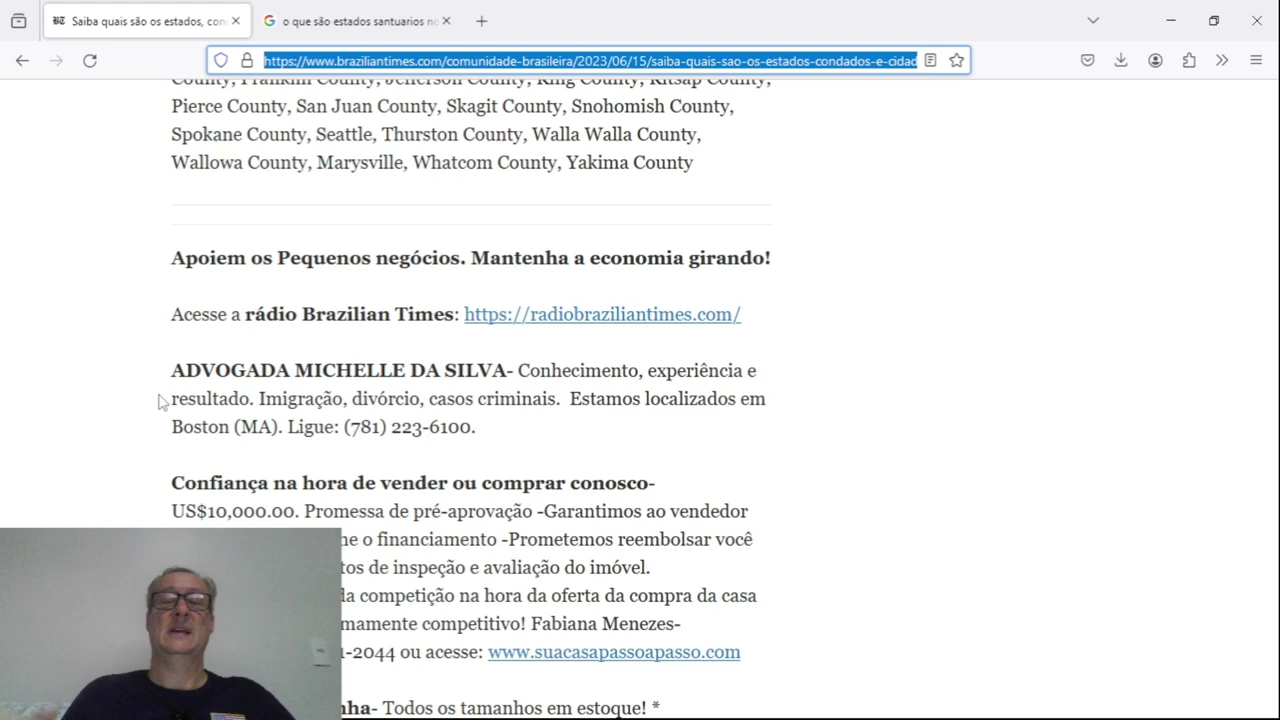 Saiba quais são os estados, con
o que são estados santuarios no
https://www.braziliantimes.com/comunidade-brasileira/2023/06/15/saiba-quais-sao-os-estados-condados-e-cidad
County, Franklin County, Jefferson County, King County, Kitsap County,
Pierce County, San Juan County, Skagit County, Snohomish County,
Spokane County, Seattle, Thurston County, Walla Walla County,
Wallowa County, Marysville, Whatcom County, Yakima County
Apoiem os Pequenos negócios. Mantenha a economia girando!
Acesse a rádio Brazilian Times: https://radiobraziliantimes.com/
ADVOGADA MICHELLE DA SILVA- Conhecimento, experiência e
resultado. Imigração, divórcio, casos criminais. Estamos localizados em
Boston (MA). Ligue: (781) 223-6100.
Confiança na hora de vender ou comprar conosco-
US$10,000.00. Promessa de pré-aprovação -Garantimos ao vendedor
o financiamento -Prometemos reembolsar você
de inspeção e avaliação do imóvel.
da competição na hora da oferta da compra da casa
competitivo! Fabiana Menezes-
-2044 ou acesse: www.suacasapassoapasso.com
Todos os tamanhos em estoque! *